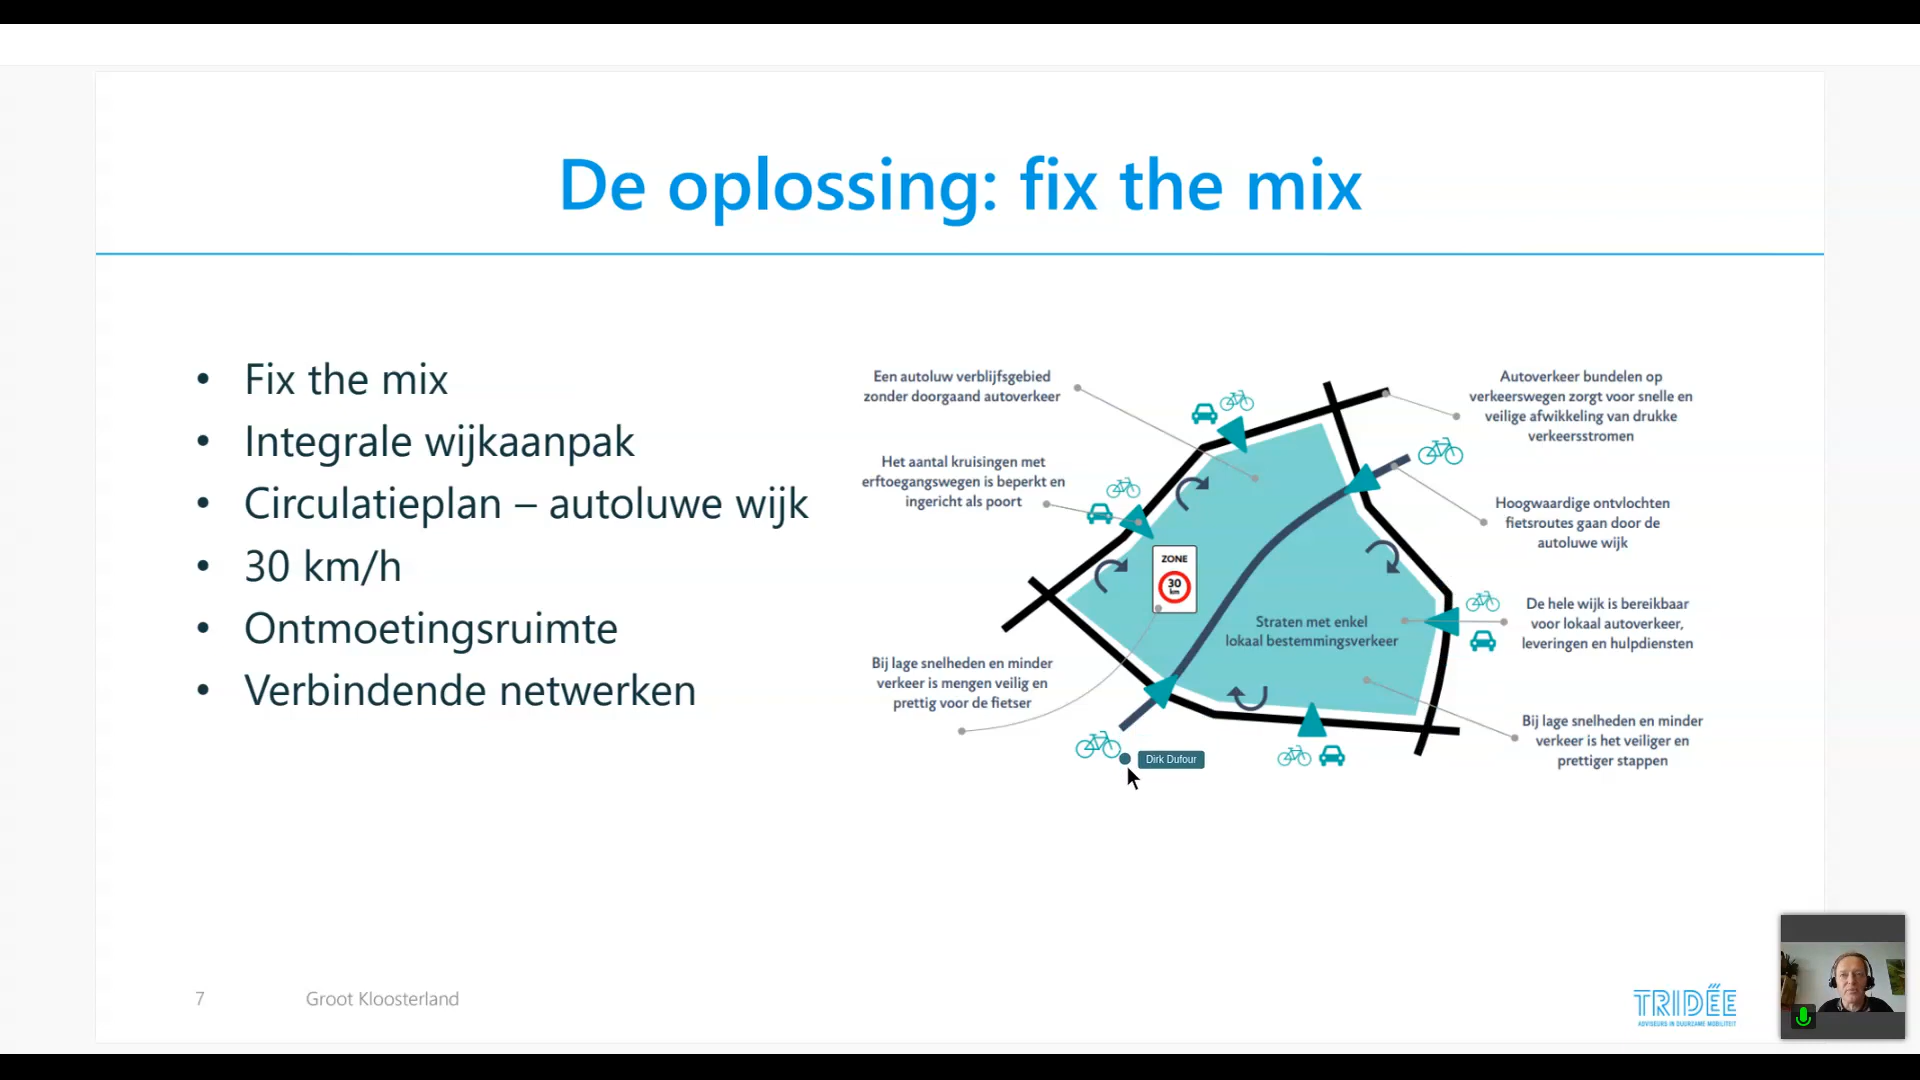 De oplossing: fix the mix
• Fix the mix
• Integrale wijkaanpak
• Circulatieplan – autoluwe wijk
• 30 km/h
• Ontmoetingsruimte
• Verbindende netwerken
Een autoluw verblijfsgebied
zonder doorgaand autoverkeer
Het aantal kruisingen met
erftoegangswegen is beperkt en
ingericht als poort
ZONE
30
km
Bij lage snelheden en minder
verkeer is mengen veilig en
prettig voor de fietser
Straten met enkel
lokaal bestemmingsverkeer
Autoverkeer bundelen op
verkeerswegen zorgt voor snelle en
veilige afwikkeling van drukke
verkeersstromen
Hoogwaardige ontvlochten
fietsroutes gaan door de
autoluwe wijk
De hele wijk is bereikbaar
voor lokaal autoverkeer,
leveringen en hulpdiensten
Bij lage snelheden en minder
verkeer is het veiliger en
prettiger stappen
Dirk Dufour
7
Groot Kloosterland
TRIDÉE
ADVISEURS IN DUURZAME MOBILITEIT